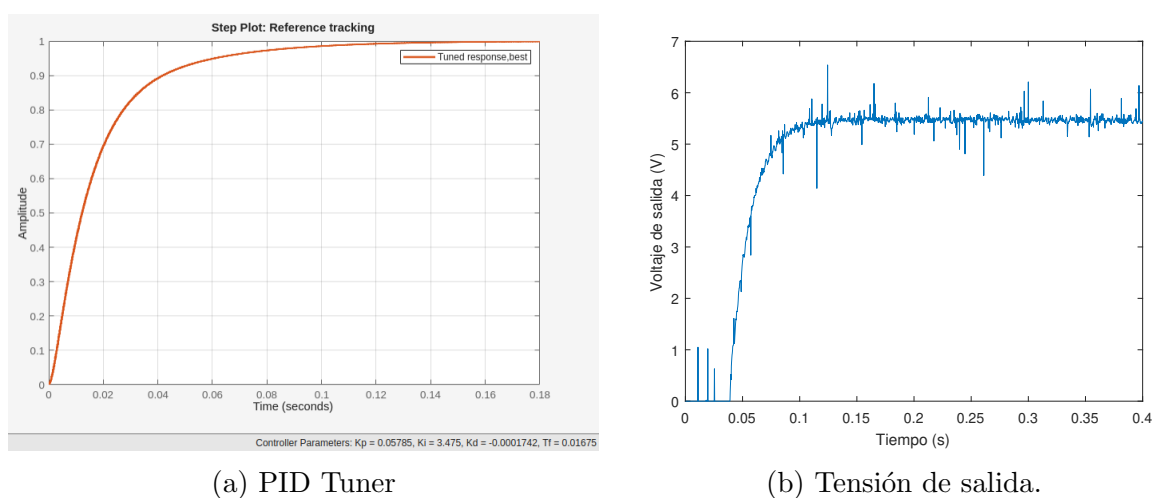 Step Plot: Reference tracking
Tuned response,best
Amplitude
1
0.9
0.8
0.7
0.6
0.5
0.4
0.3
0.2
0.1
0
0 0.02 0.04 0.06 0.08 0.1 0.12 0.14 0.16 0.18
Time (seconds)
Controller Parameters: Kp = 0.05785, Ki = 3.475, Kd = -0.0001742, Tf = 0.01675
(a) PID Tuner
Voltaje de salida (V)
7
6
5
4
3
2
1
0
0 0.05 0.1 0.15 0.2 0.25 0.3 0.35 0.4
Tiempo (s)
(b) Tensión de salida.